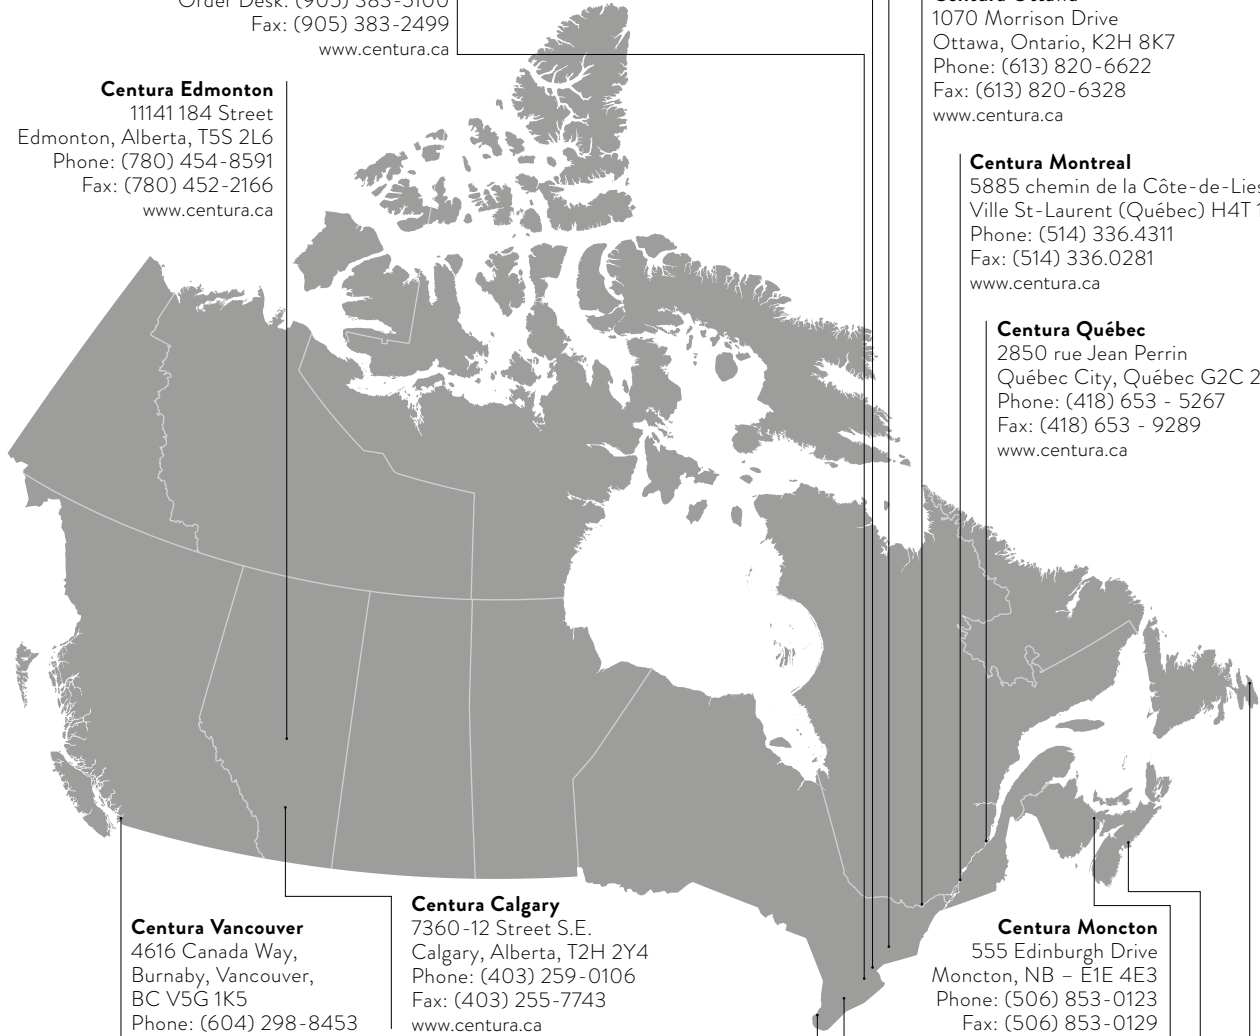 Order Desk: (905) 383-5100
Fax: (905) 383-2499
www.centura.ca
Centura Edmonton
11141 184 Street
Edmonton, Alberta, T5S 2L6
Phone: (780) 454-8591
Fax: (780) 452-2166
www.centura.ca
Centura Ottawa
1070 Morrison Drive
Ottawa, Ontario, K2H 8K7
Phone: (613) 820-6622
Fax: (613) 820-6328
www.centura.ca
Centura Montreal
5885 chemin de la Côte-de-Lies
Ville St-Laurent (Québec) H4T
Phone: (514) 336.4311
Fax: (514) 336.0281
www.centura.ca
Centura Québec
2850 rue Jean Perrin
Québec City, Québec G2C 2
Phone: (418) 653 - 5267
Fax: (418) 653 - 9289
www.centura.ca
Centura Vancouver
4616 Canada Way,
Burnaby, Vancouver,
BC V5G 1K5
Phone: (604) 298-8453
Centura Calgary
7360-12 Street S.E.
Calgary, Alberta, T2H 2Y4
Phone: (403) 259-0106
Fax: (403) 255-7743
www.centura.ca
Centura Moncton
555 Edinburgh Drive
Moncton, NB – E1E 4E3
Phone: (506) 853-0123
Fax: (506) 853-0129